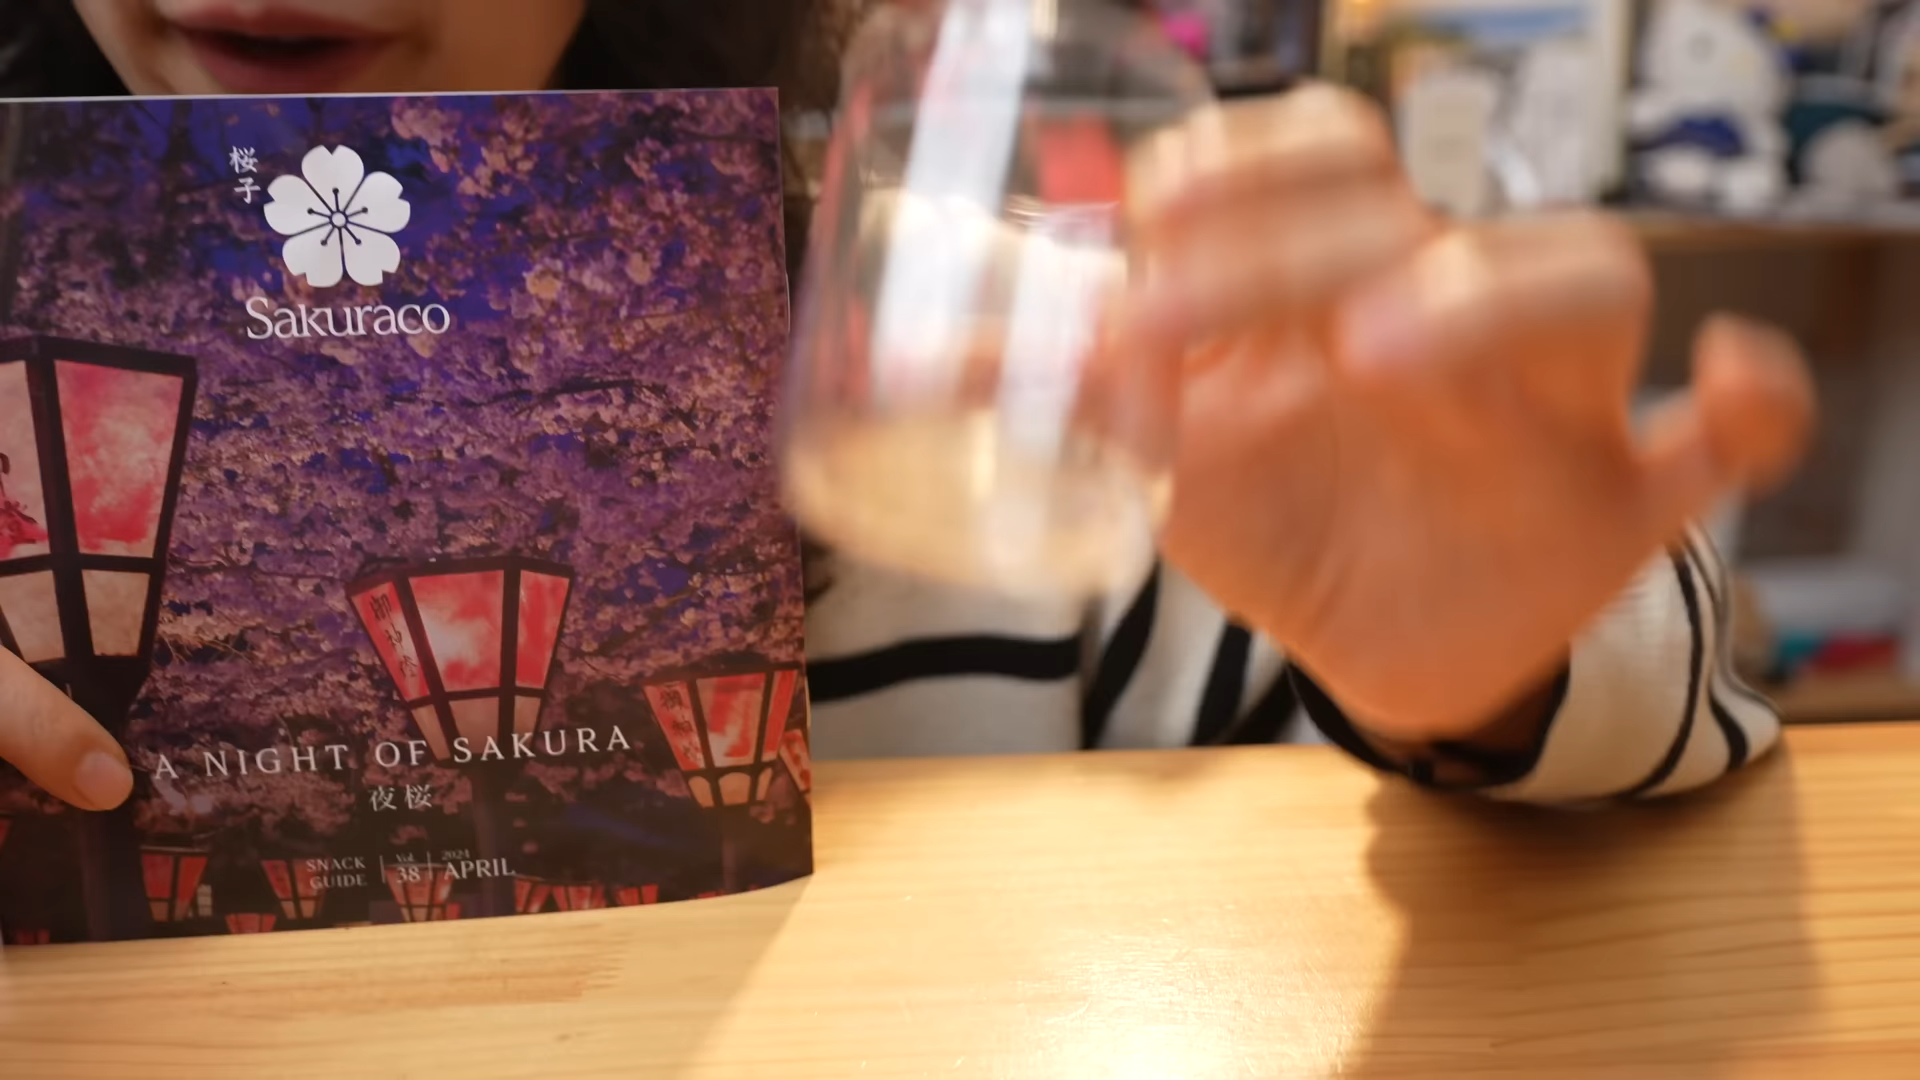 桜子
Sakuraco
A NIGHT OF SAKURA
夜桜
SNACK GUIDE
Vol. 38
2024 APRIL